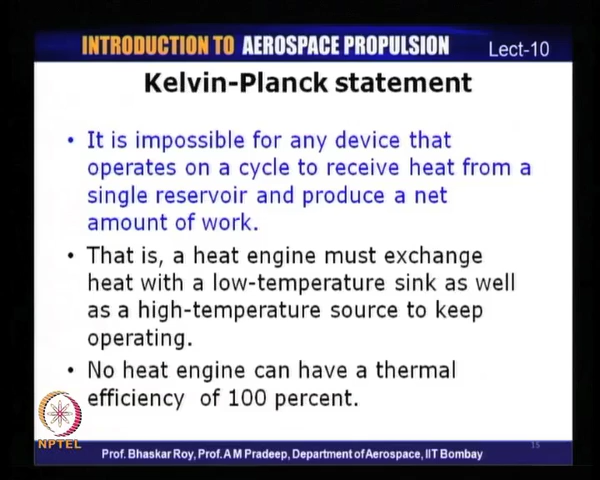 INTRODUCTION TO AEROSPACE PROPULSION Lect-10
Kelvin-Planck statement
• It is impossible for any device that
operates on a cycle to receive heat from a
single reservoir and produce a net
amount of work.
• That is, a heat engine must exchange
heat with a low-temperature sink as well
as a high-temperature source to keep
operating.
• No heat engine can have a thermal
efficiency of 100 percent.
NPTEL
15
Prof. Bhaskar Roy, Prof. A M Pradeep, Department of Aerospace, IIT Bombay